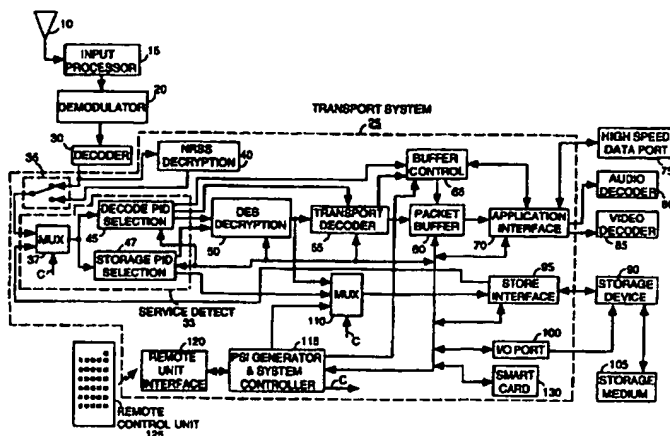 10
INPUT PROCESSOR
15
DEMODULATOR
20
TRANSPORT SYSTEM
25
30
DECODER
NRSS DECRYPTION
40
BUFFER CONTROL
65
HIGH SPEED DATA PORT
75
AUDIO DECODER
VIDEO DECODER
85
DECODE PID SELECTION
45
47
STORAGE PID SELECTION
MUX
37
C
DES DECRYPTION
50
TRANSPORT DECODER
55
PACKET BUFFER
60
APPLICATION INTERFACE
70
SERVICE DETECT
33
MUX
110
C
STORE INTERFACE
95
STORAGE DEVICE
90
100
I/O PORT
SMART CARD
130
105
STORAGE MEDIUM
120
REMOTE UNIT INTERFACE
115
PSI GENERATOR & SYSTEM CONTROLLER
C
REMOTE CONTROL UNIT
125